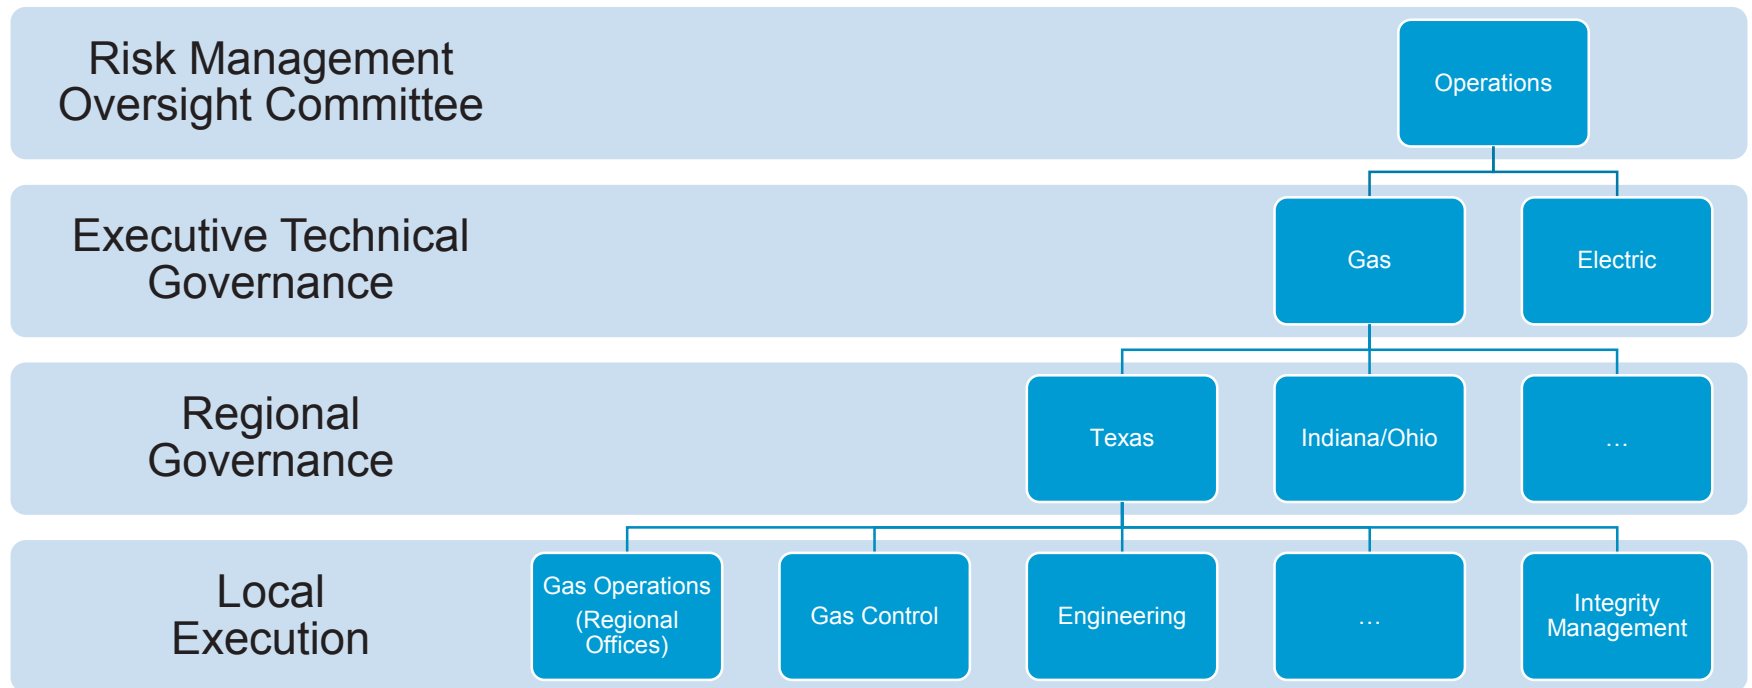 Risk Management
Oversight Committee
Operations
Executive Technical
Governance
Gas
Electric
Regional
Governance
Texas
Indiana/Ohio
…
Local
Execution
Gas Operations
(Regional
Offices)
Gas Control
Engineering
…
Integrity
Management